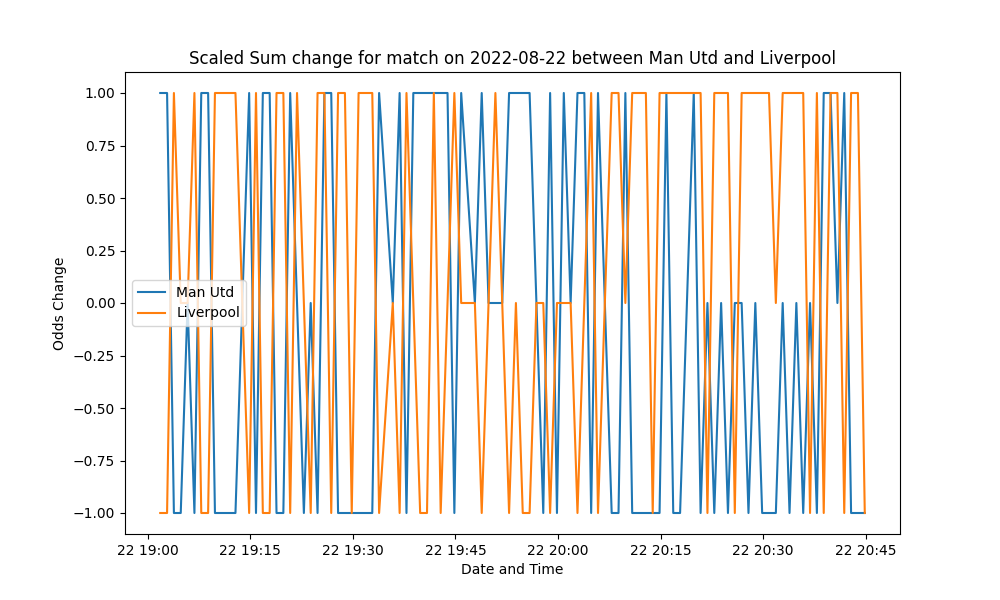 Scaled Sum change for match on 2022-08-22 between Man Utd and Liverpool
1.00
0.75
0.50
0.25
0.00
−0.25
−0.50
−0.75
−1.00
Odds Change
Man Utd
Liverpool
22 19:00 22 19:15 22 19:30 22 19:45 22 20:00 22 20:15 22 20:30 22 20:45
Date and Time